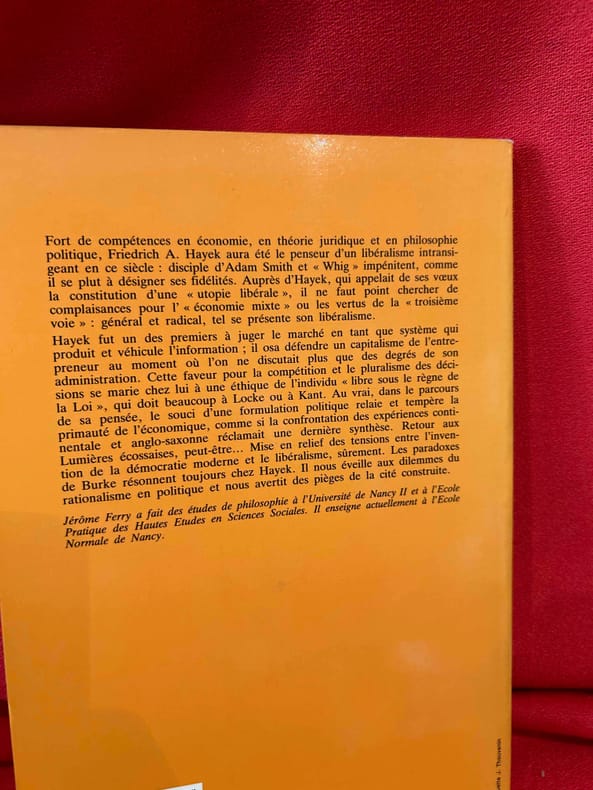 Fort de compétences en économie, en théorie juridique et en philosophie
politique, Friedrich A. Hayek aura été le penseur d'un libéralisme intransi-
geant en ce siècle : disciple d'Adam Smith et « Whig » impénitent, comme
il se plut à désigner ses fidélités. Auprès d'Hayek, qui appelait de ses vœux
la constitution d'une « utopie libérale », il ne faut point chercher de
complaisances pour l' « économie mixte » ou les vertus de la « troisième
voie » : général et radical, tel se présente son libéralisme.
Hayek fut un des premiers à juger le marché en tant que système qui
produit et véhicule l'information ; il osa défendre un capitalisme de l'entre-
preneur au moment où l'on ne discutait plus que des degrés de son
administration. Cette faveur pour la compétition et le pluralisme des déci-
sions se marie chez lui à une éthique de l'individu « libre sous le règne de
la Loi », qui doit beaucoup à Locke ou à Kant. Au vrai, dans le parcours
de sa pensée, le souci d'une formulation politique relaie et tempère la
primauté de l'économique, comme si la confrontation des expériences conti-
nentale et anglo-saxonne réclamait une dernière synthèse. Retour aux
Lumières écossaises, peut-être... Mise en relief des tensions entre l'inven-
tion de la démocratie moderne et le libéralisme, sûrement. Les paradoxes
de Burke résonnent toujours chez Hayek. Il nous éveille aux dilemmes du
rationalisme en politique et nous avertit des pièges de la cité construite.
Jérôme Ferry a fait des études de philosophie à l'Université de Nancy II et à l'Ecole
Pratique des Hautes Etudes en Sciences Sociales. Il enseigne actuellement à l'Ecole
Normale de Nancy.
J. Thouvenin